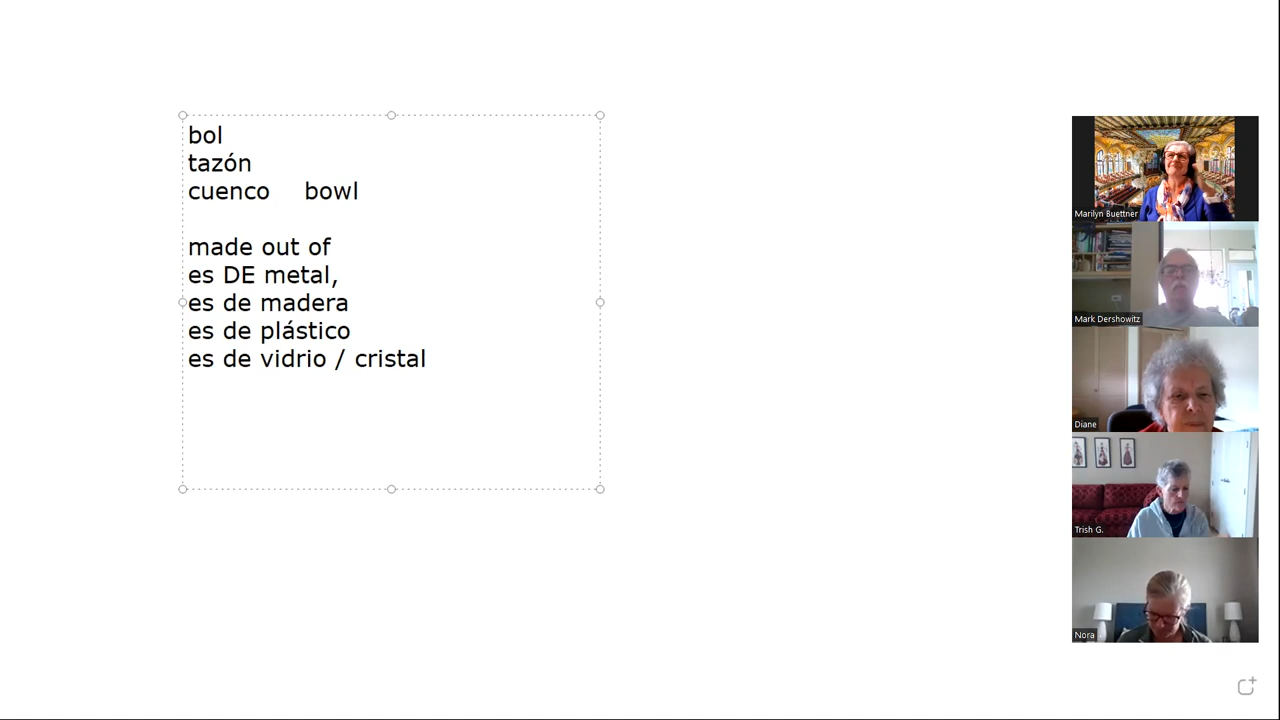 bol
tazón
cuenco bowl
made out of
es DE metal,
es de madera
es de plástico
es de vidrio / cristal
Marilyn Buettner
Mark Dershowitz
Diane
Trish G.
Nora